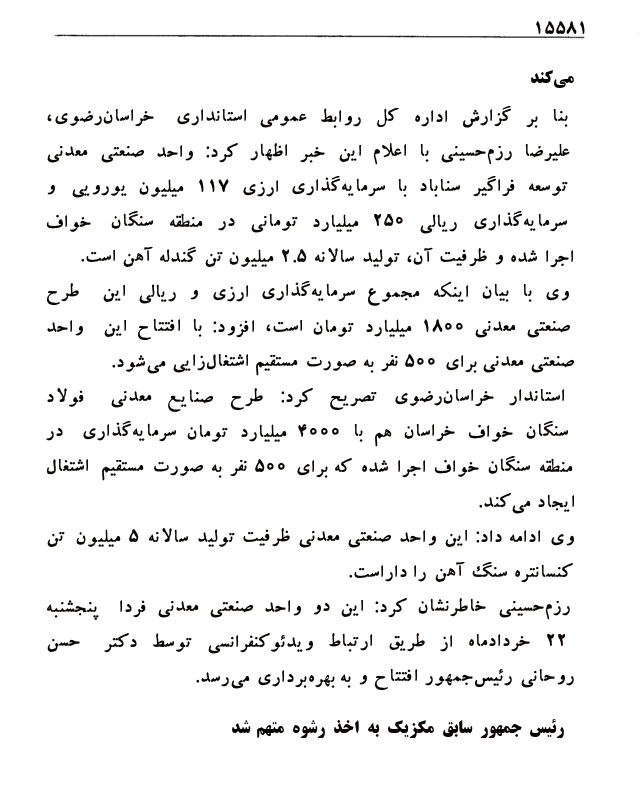 ۱۵۵۸۱
می‌کند
بنا بر گزارش اداره کل روابط عمومی استانداری خراسان‌رضوی،
علیرضا رزم‌حسینی با اعلام این خبر اظهار کرد: واحد صنعتی معدنی
توسعه فراگیر سناباد با سرمایه‌گذاری ارزی ۱۱۷ میلیون یورویی و
سرمایه‌گذاری ریالی ۲۵۰ میلیارد تومانی در منطقه سنگان خواف
اجرا شده و ظرفیت آن، تولید سالانه ۲.۵ میلیون تن گندله آهن است.
وی با بیان اینکه مجموع سرمایه‌گذاری ارزی و ریالی این طرح
صنعتی معدنی ۱۸۰۰ میلیارد تومان است، افزود: با افتتاح این واحد
صنعتی معدنی برای ۵۰۰ نفر به صورت مستقیم اشتغال‌زایی می‌شود.
استاندار خراسان‌رضوی تصریح کرد: طرح صنایع معدنی فولاد
سنگان خواف خراسان هم با ۴۰۰۰ میلیارد تومان سرمایه‌گذاری در
منطقه سنگان خواف اجرا شده که برای ۵۰۰ نفر به صورت مستقیم اشتغال
ایجاد می‌کند.
وی ادامه داد: این واحد صنعتی معدنی ظرفیت تولید سالانه ۵ میلیون تن
کنسانتره سنگ آهن را داراست.
رزم‌حسینی خاطرنشان کرد: این دو واحد صنعتی معدنی فردا پنجشنبه
۲۲ خردادماه از طریق ارتباط ویدئوکنفرانسی توسط دکتر حسن
روحانی رئیس‌جمهور افتتاح و به بهره‌برداری می‌رسد.
رئیس جمهور سابق مکزیک به اخذ رشوه متهم شد